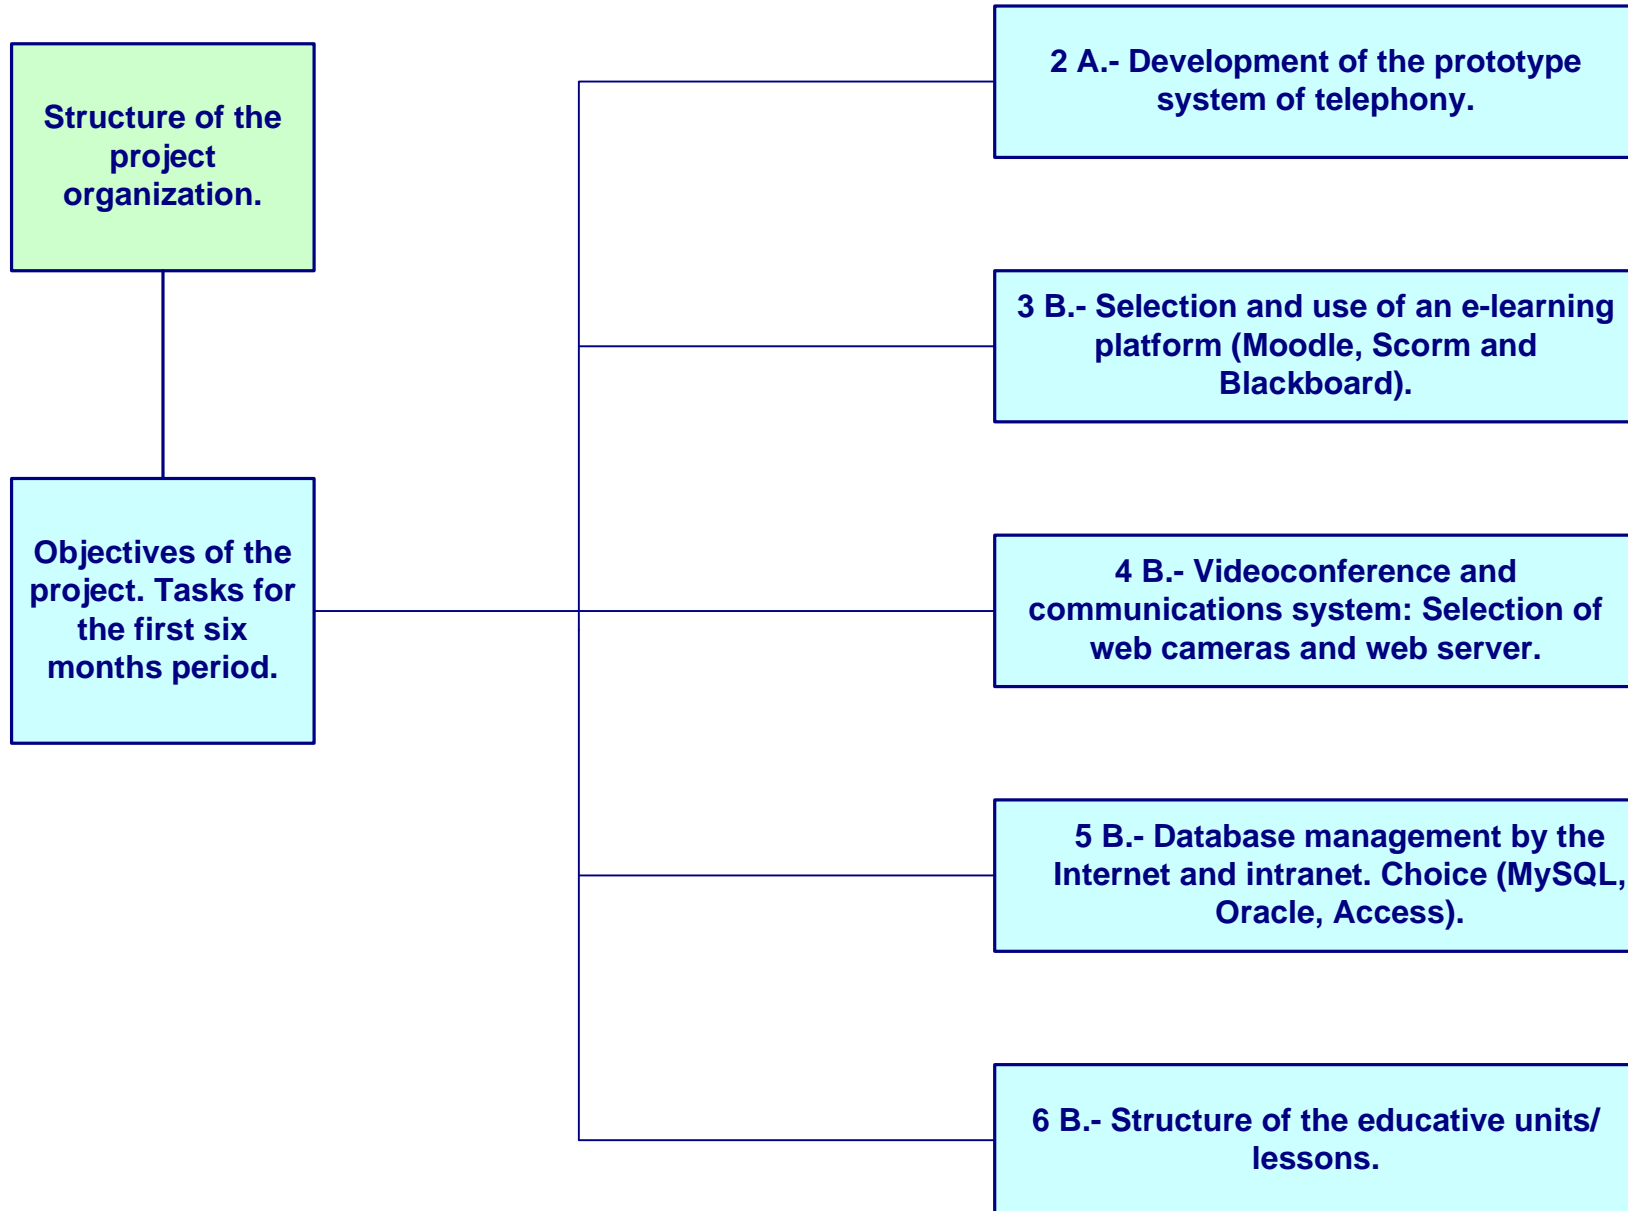 Structure of the
project
organization.
Objectives of the
project. Tasks for
the first six
months period.
2 A.- Development of the prototype
system of telephony.
3 B.- Selection and use of an e-learning
platform (Moodle, Scorm and
Blackboard).
4 B.- Videoconference and
communications system: Selection of
web cameras and web server.
5 B.- Database management by the
Internet and intranet. Choice (MySQL,
Oracle, Access).
6 B.- Structure of the educative units/
lessons.